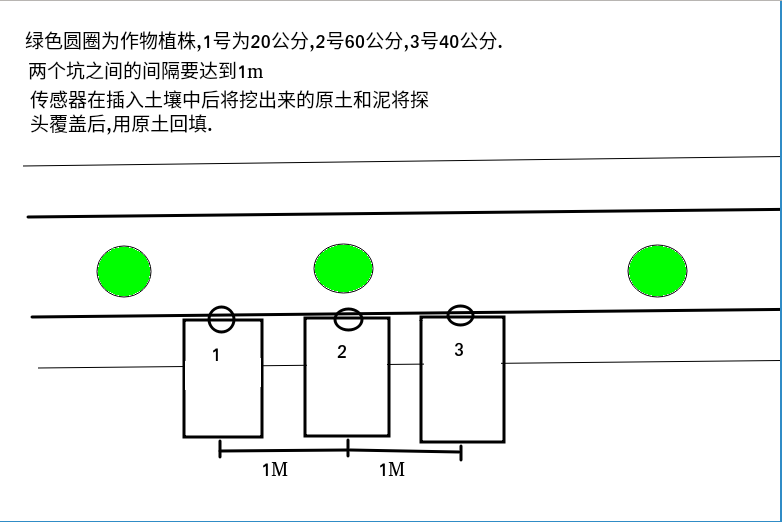 绿色圆圈为作物植株,1号为20公分,2号60公分,3号40公分.
两个坑之间的间隔要达到1m
传感器在插入土壤中后将挖出来的原土和泥将探
头覆盖后,用原土回填.
1
2
3
1M
1M